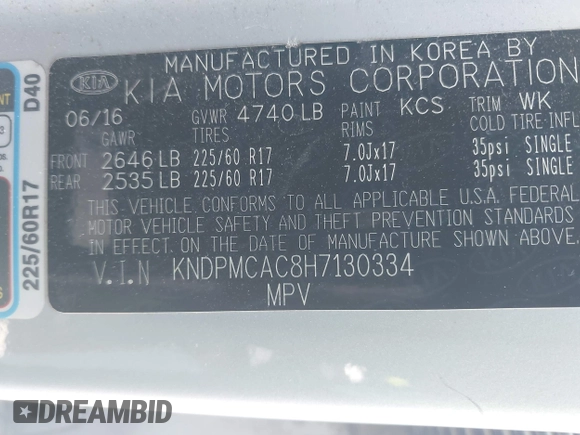 MANUFACTURED IN KOREA BY
KIA KIA MOTORS CORPORATION
06/16 GVWR 4740 LB PAINT KCS TRIM WK
GAWR TIRES RIMS COLD TIRE INFL
FRONT 2646 LB 225/60 R17 7.0Jx17 35psi SINGLE
REAR 2535 LB 225/60 R17 7.0Jx17 35psi SINGLE
THIS VEHICLE CONFORMS TO ALL APPLICABLE U.S.A. FEDERAL
MOTOR VEHICLE SAFETY AND THEFT PREVENTION STANDARDS
IN EFFECT ON THE DATE OF MANUFACTURE SHOWN ABOVE.
V.I.N KNDPMCAC8H7130334
MPV
D40
225/60R17
DREAMBID